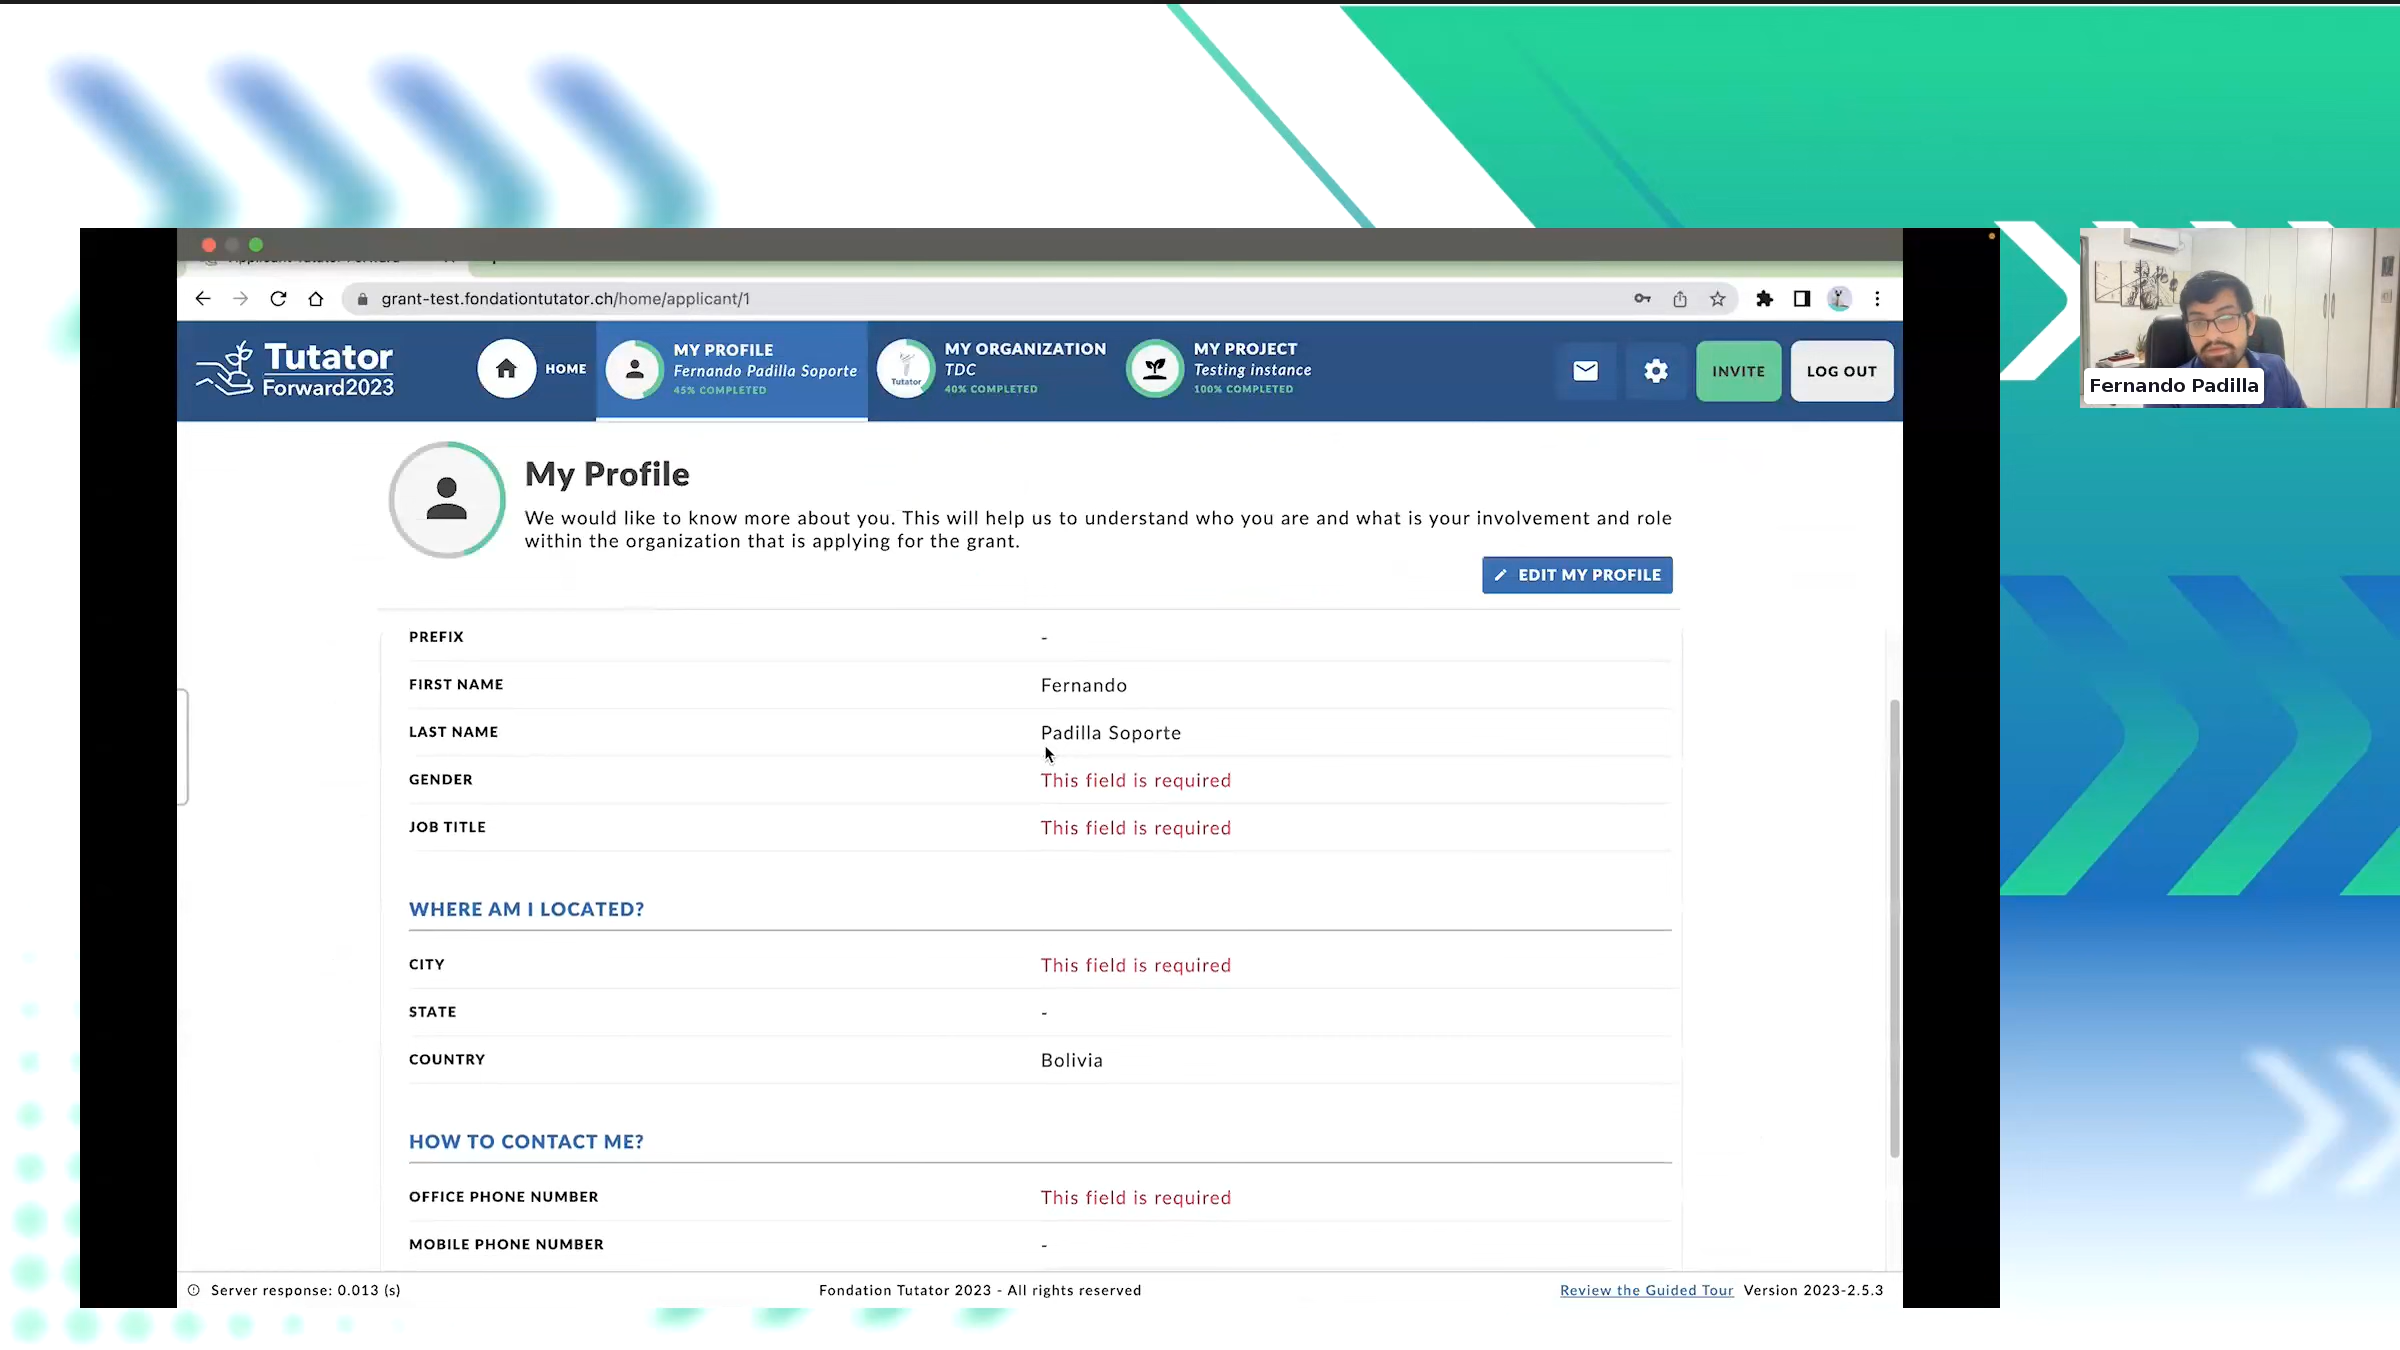 grant-test.fondationtutator.ch/home/applicant/1
Tutator
Forward2023
HOME
MY PROFILE
Fernando Padilla Soporte
45% COMPLETED
Tutator
MY ORGANIZATION
TDC
40% COMPLETED
MY PROJECT
Testing instance
100% COMPLETED
INVITE
LOG OUT
Fernando Padilla
My Profile
We would like to know more about you. This will help us to understand who you are and what is your involvement and role
within the organization that is applying for the grant.
EDIT MY PROFILE
PREFIX -
FIRST NAME Fernando
LAST NAME Padilla Soporte
GENDER This field is required
JOB TITLE This field is required
WHERE AM I LOCATED?
CITY This field is required
STATE -
COUNTRY Bolivia
HOW TO CONTACT ME?
OFFICE PHONE NUMBER This field is required
MOBILE PHONE NUMBER -
Server response: 0.013 (s)
Fondation Tutator 2023 - All rights reserved
Review the Guided Tour Version 2023-2.5.3